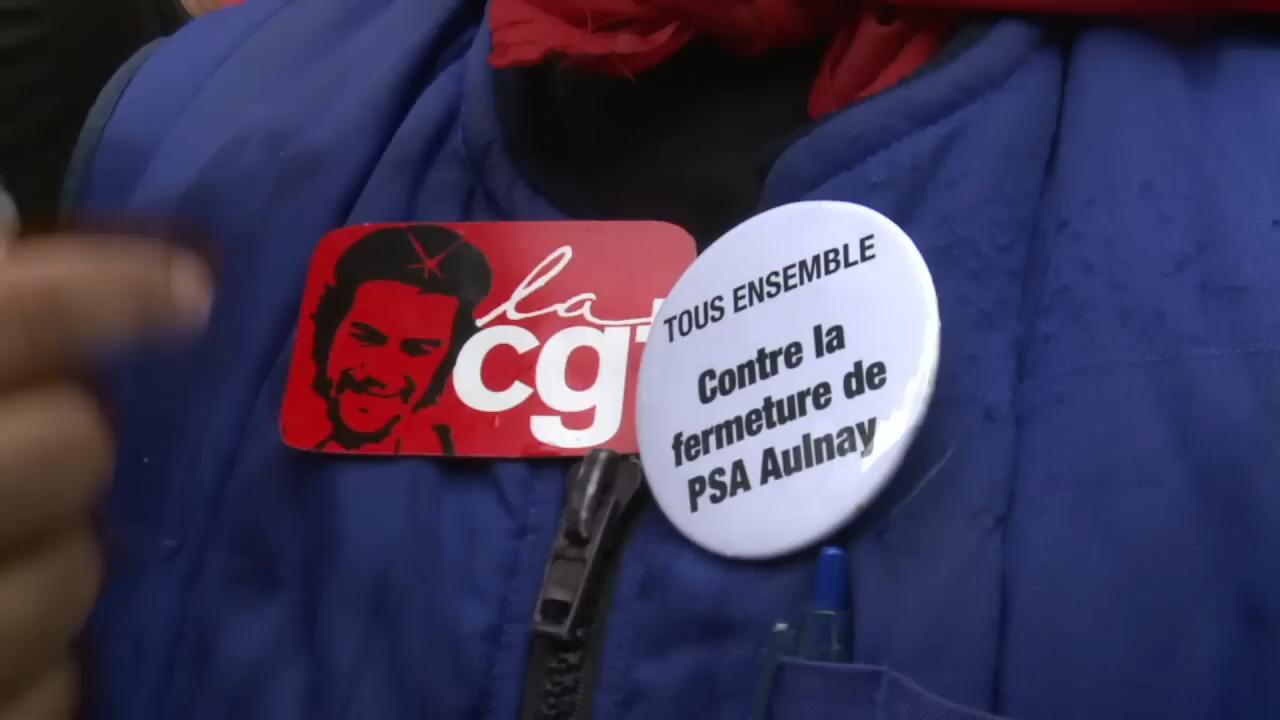 la
cgt
TOUS ENSEMBLE
Contre la
fermeture de
PSA Aulnay